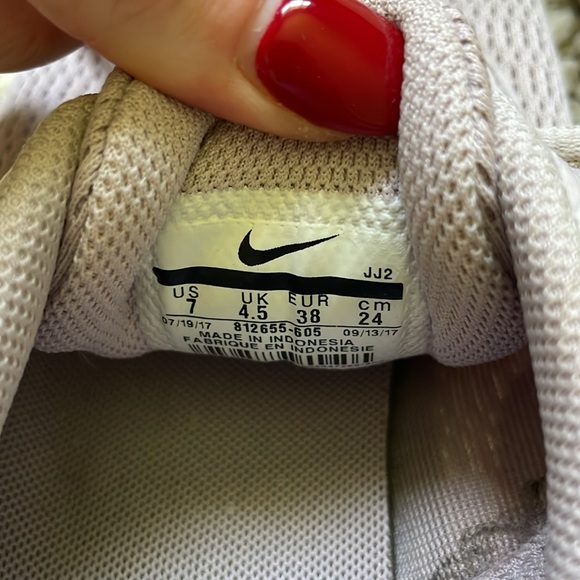 JJ2
US UK EUR cm
7 4.5 38 24
07/19/17 812655-605 09/13/17
MADE IN INDONESIA
FABRIQUE EN INDONESIE